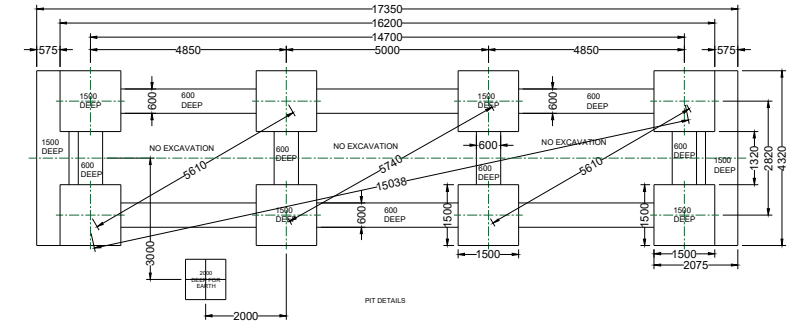 17350
16200
14700
575
4850
5000
4850
575
1500
DEEP
600
600
DEEP
1500
DEEP
600
600
DEEP
1500
DEEP
NO EXCAVATION
NO EXCAVATION
NO EXCAVATION
600
600
DEEP
600
DEEP
600
DEEP
600
DEEP
1500
DEEP
5610
5740
15038
5610
1320
2820
4320
1500
DEEP
600
600
DEEP
1500
1500
1500
DEEP
3000
1500
1500
2075
2000
DEEP FOR
EARTH
2000
PIT DETAILS